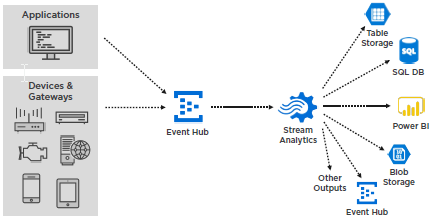 Applications
Devices &
Gateways
Event Hub
Stream
Analytics
Table
Storage
SQL
SQL DB
Power BI
Blob
Storage
Other
Outputs
Event Hub